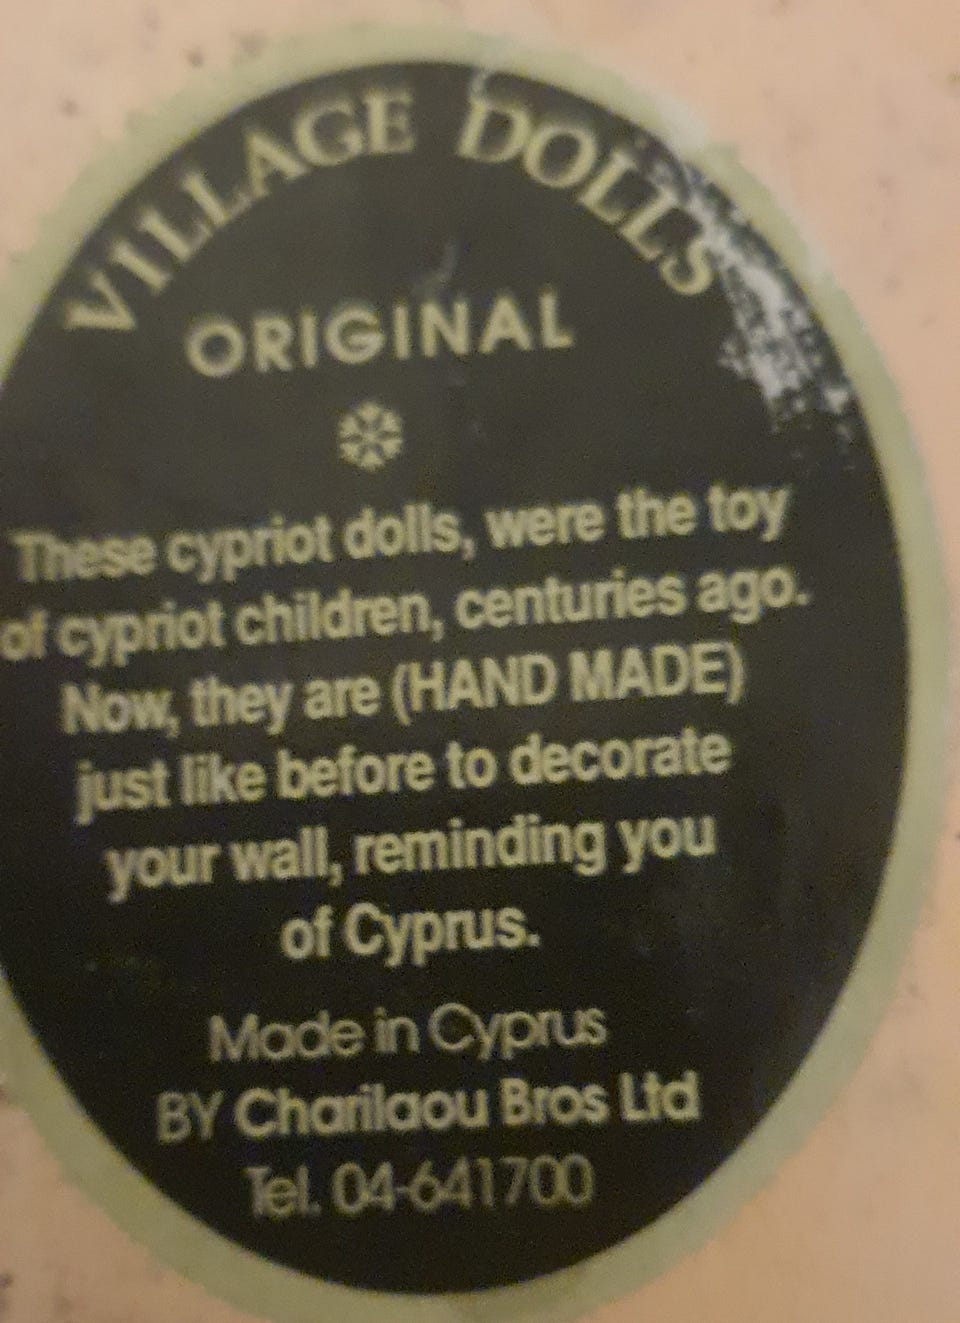 VILLAGE DOLLS
ORIGINAL
These cypriot dolls, were the toy
of cypriot children, centuries ago.
Now, they are (HAND MADE)
just like before to decorate
your wall, reminding you
of Cyprus.
Made in Cyprus
BY Charilaou Bros Ltd
Tel. 04-641700